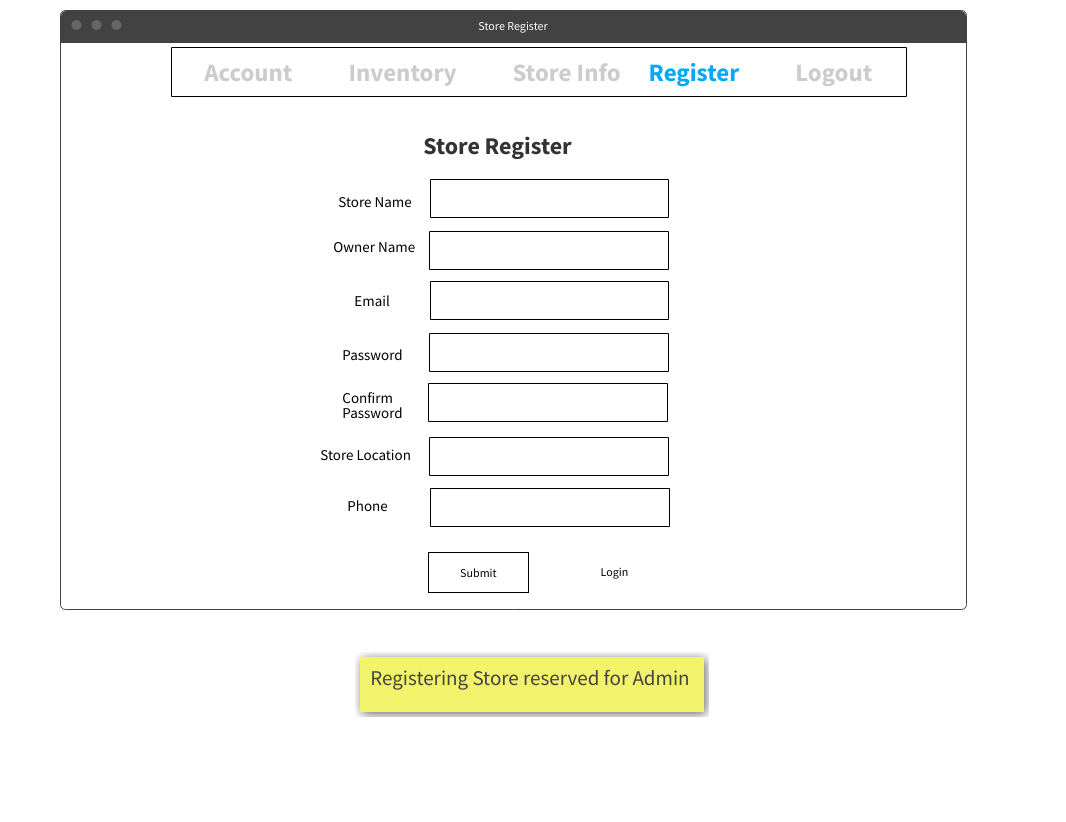 Store Register
Account Inventory Store Info Register Logout
Store Register
Store Name
Owner Name
Email
Password
Confirm
Password
Store Location
Phone
Submit Login
Registering Store reserved for Admin